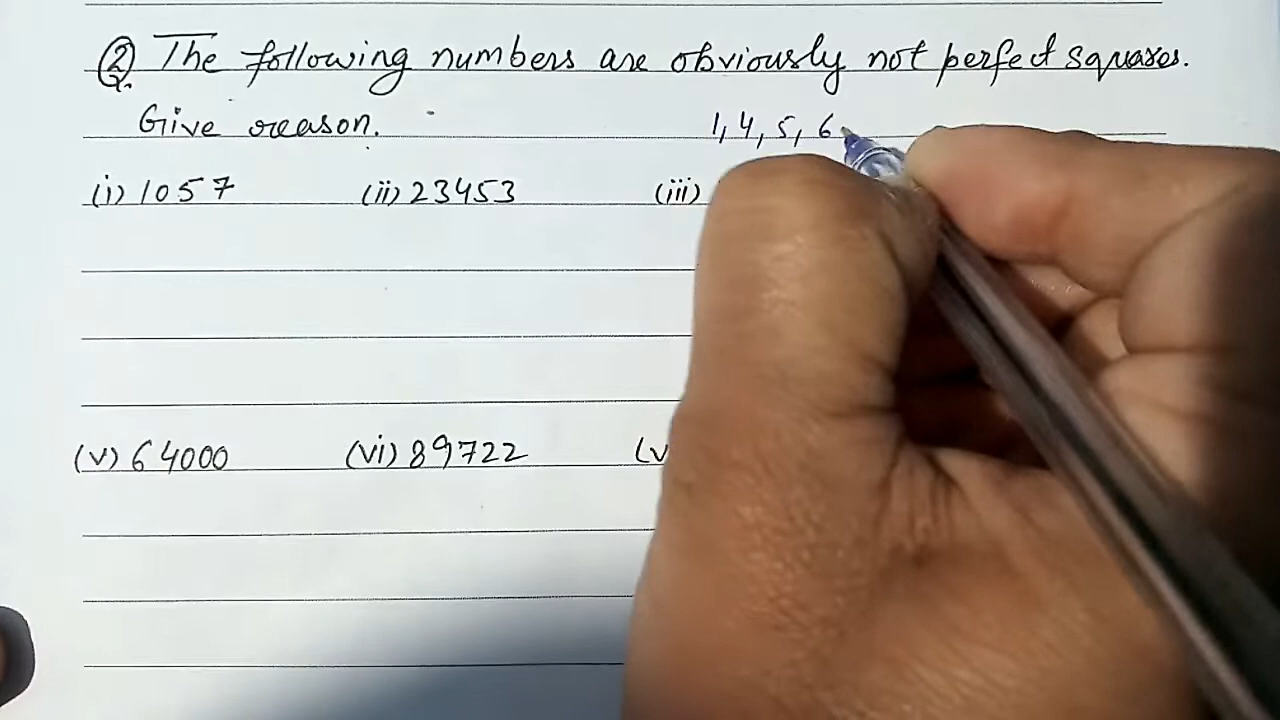 Q2 The following numbers are obviously not perfect squares.
Give reason. 1, 4, 5, 6
(i) 1057 (ii) 23453 (iii)
(v) 64000 (vi) 89722 (v